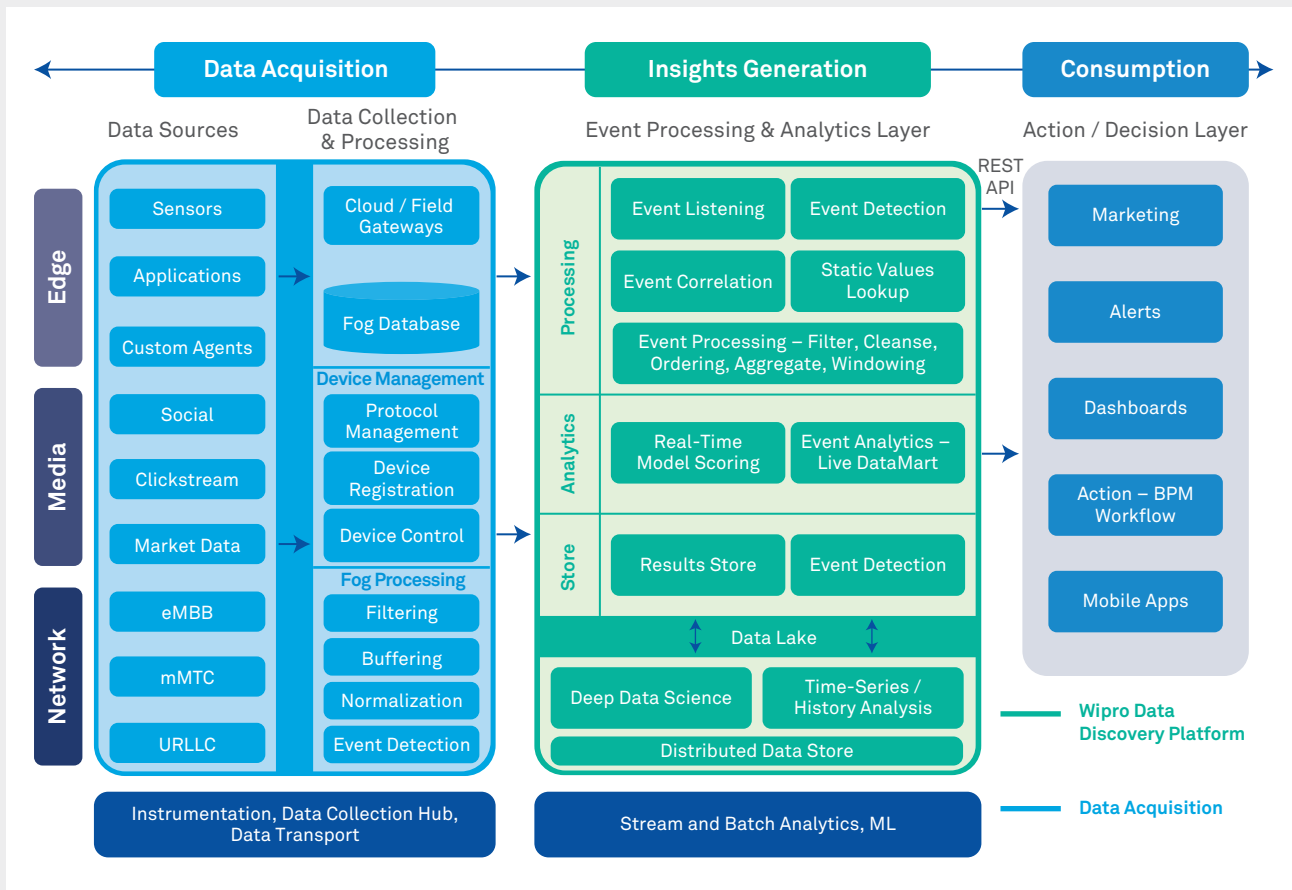 Data Acquisition
Insights Generation
Consumption
Data Sources
Data Collection
& Processing
Event Processing & Analytics Layer
Action / Decision Layer
Edge
Media
Network
Sensors
Applications
Custom Agents
Social
Clickstream
Market Data
eMBB
mMTC
URLLC
Cloud / Field
Gateways
Fog Database
Device Management
Protocol
Management
Device
Registration
Device Control
Fog Processing
Filtering
Buffering
Normalization
Event Detection
Processing
Event Listening
Event Detection
Event Correlation
Static Values
Lookup
Event Processing – Filter, Cleanse,
Ordering, Aggregate, Windowing
Analytics
Real-Time
Model Scoring
Event Analytics –
Live DataMart
Store
Results Store
Event Detection
Data Lake
Deep Data Science
Time-Series /
History Analysis
Distributed Data Store
REST
API
Marketing
Alerts
Dashboards
Action – BPM
Workflow
Mobile Apps
Wipro Data
Discovery Platform
Data Acquisition
Instrumentation, Data Collection Hub,
Data Transport
Stream and Batch Analytics, ML